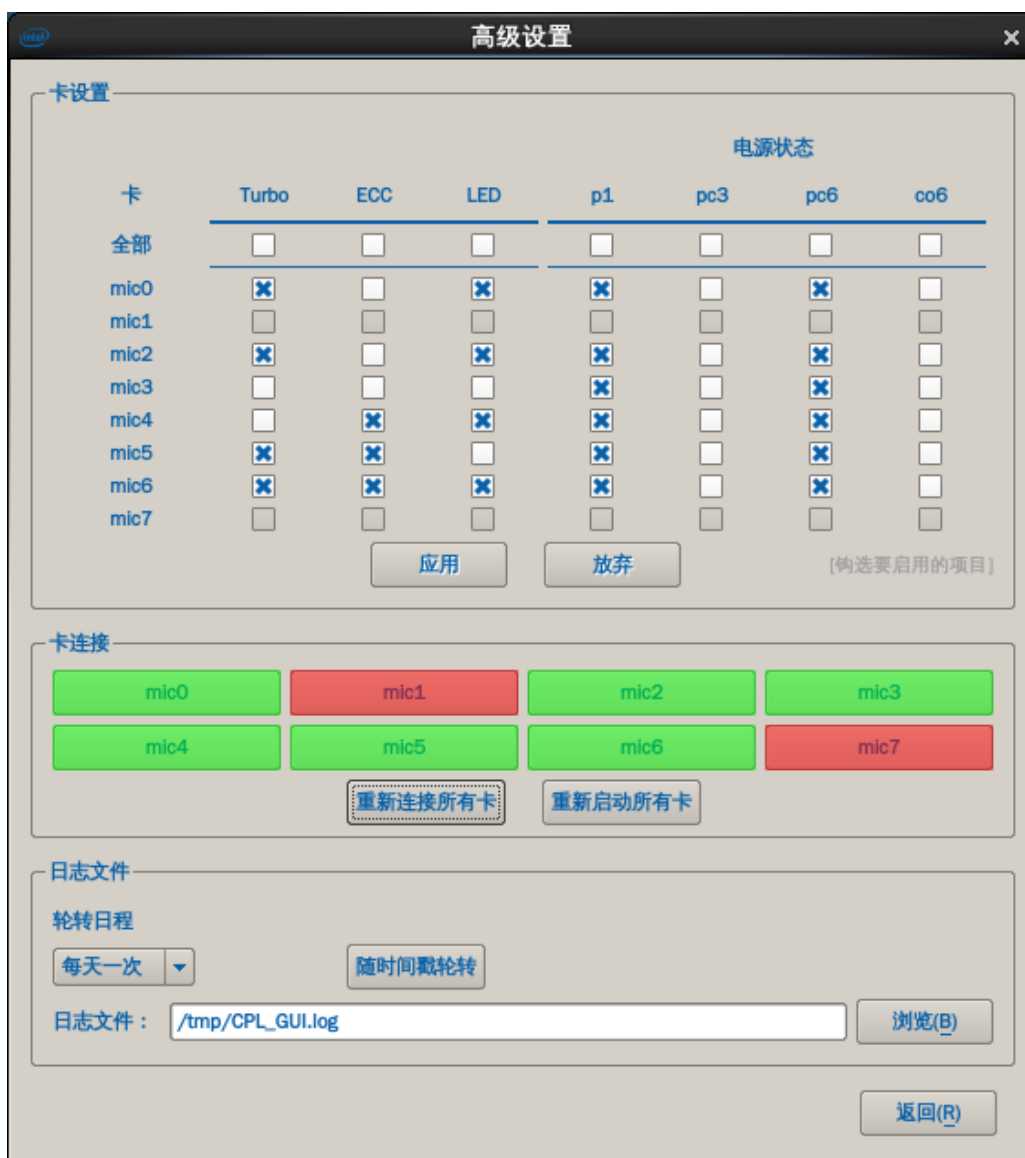 intel
高级设置
卡设置
电源状态
卡 Turbo ECC LED p1 pc3 pc6 co6
全部
mic0
mic1
mic2
mic3
mic4
mic5
mic6
mic7
应用 放弃 [钩选要启用的项目]
卡连接
mic0 mic1 mic2 mic3
mic4 mic5 mic6 mic7
重新连接所有卡 重新启动所有卡
日志文件
轮转日程
每天一次 随时间戳轮转
日志文件： /tmp/CPL_GUI.log 浏览(B)
返回(R)